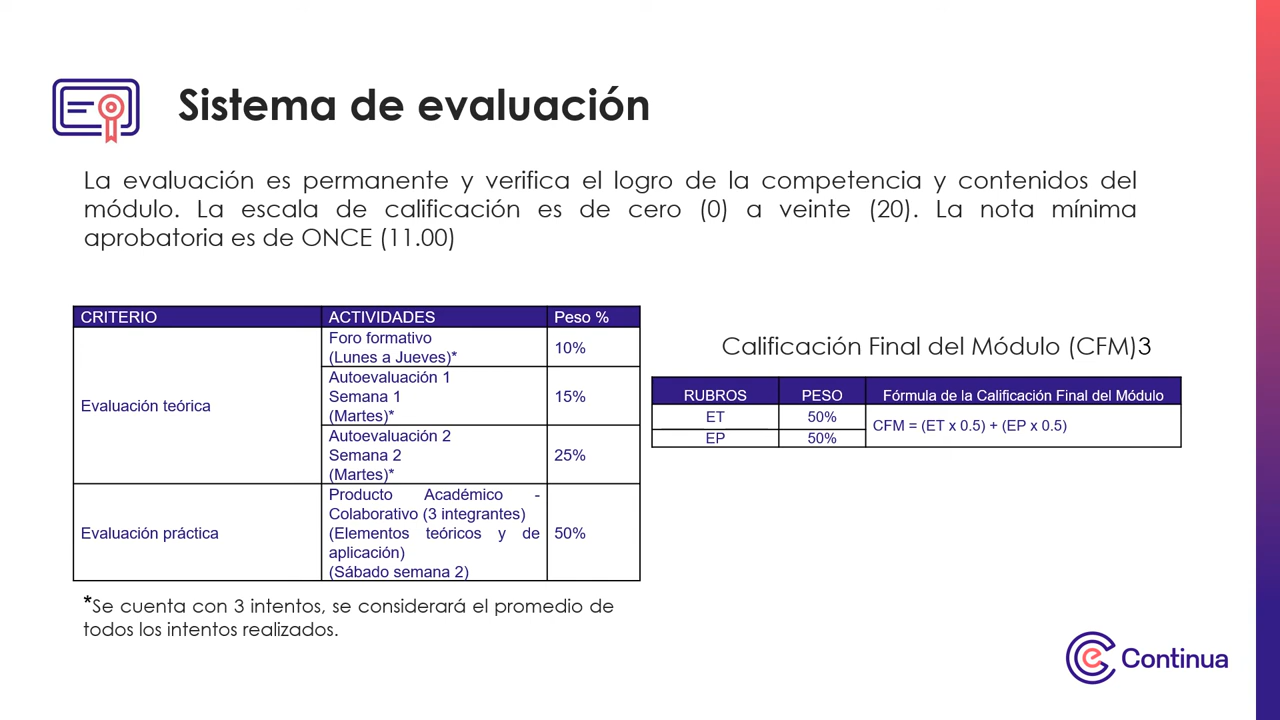 Sistema de evaluación
La evaluación es permanente y verifica el logro de la competencia y contenidos del
módulo. La escala de calificación es de cero (0) a veinte (20). La nota mínima
aprobatoria es de ONCE (11.00)
CRITERIO ACTIVIDADES Peso %
Evaluación teórica
Foro formativo
(Lunes a Jueves)*
10%
Autoevaluación 1
Semana 1
(Martes)*
15%
Autoevaluación 2
Semana 2
(Martes)*
25%
Evaluación práctica
Producto Académico -
Colaborativo (3 integrantes)
(Elementos teóricos y de
aplicación)
(Sábado semana 2)
50%
*Se cuenta con 3 intentos, se considerará el promedio de
todos los intentos realizados.
Calificación Final del Módulo (CFM)3
RUBROS PESO Fórmula de la Calificación Final del Módulo
ET 50%
CFM = (ET x 0.5) + (EP x 0.5)
EP 50%
Continua